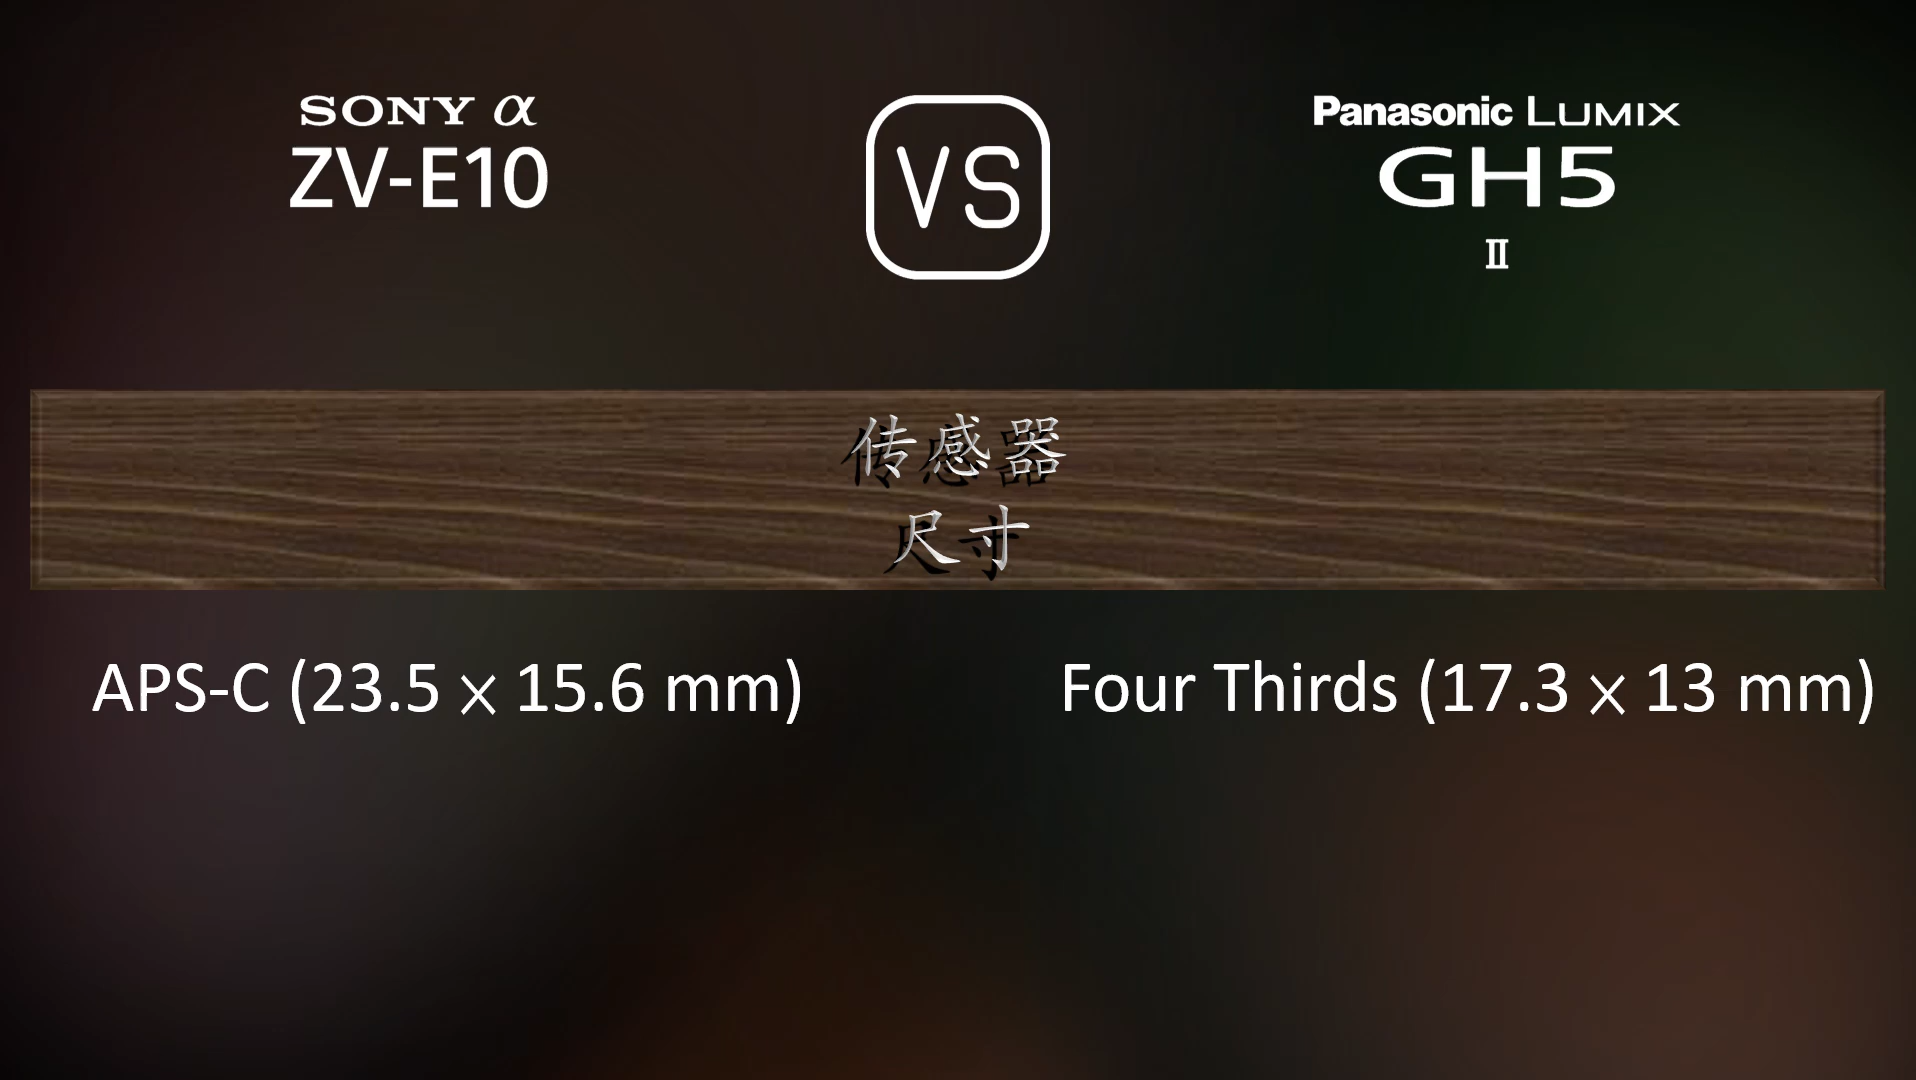 SONY α
ZV-E10
VS
Panasonic LUMIX
GH5
II
传感器
尺寸
APS-C (23.5 x 15.6 mm)
Four Thirds (17.3 x 13 mm)